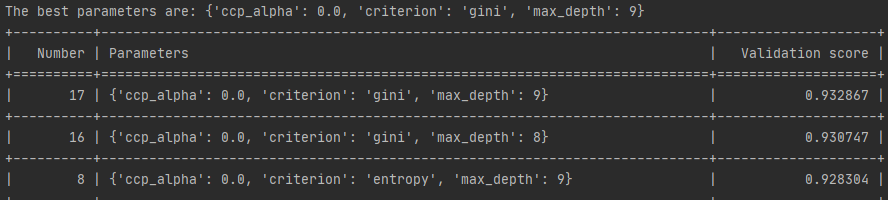 The best parameters are: {'ccp_alpha': 0.0, 'criterion': 'gini', 'max_depth': 9}
Number | Parameters | Validation score
17 | {'ccp_alpha': 0.0, 'criterion': 'gini', 'max_depth': 9} | 0.932867
16 | {'ccp_alpha': 0.0, 'criterion': 'gini', 'max_depth': 8} | 0.930747
8 | {'ccp_alpha': 0.0, 'criterion': 'entropy', 'max_depth': 9} | 0.928304